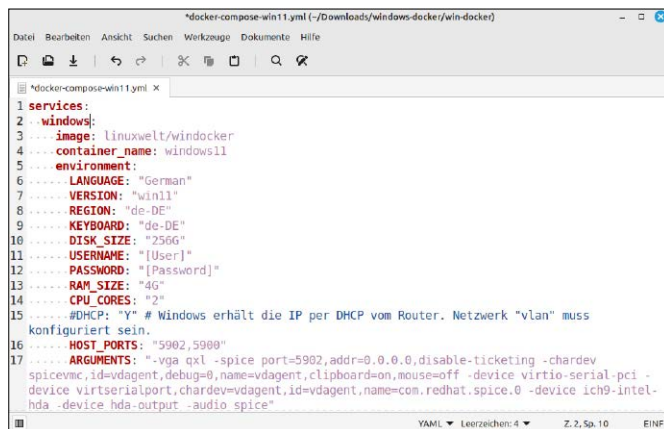 *docker-compose-win11.yml (~/Downloads/windows-docker/win-docker)
Datei Bearbeiten Ansicht Suchen Werkzeuge Dokumente Hilfe
*docker-compose-win11.yml ×
1 services:
2 windows:
3 image: linuxwelt/windocker
4 container_name: windows11
5 environment:
6 LANGUAGE: "German"
7 VERSION: "win11"
8 REGION: "de-DE"
9 KEYBOARD: "de-DE"
10 DISK_SIZE: "256G"
11 USERNAME: "[User]"
12 PASSWORD: "[Password]"
13 RAM_SIZE: "4G"
14 CPU_CORES: "2"
15 #DHCP: "Y" # Windows erhält die IP per DHCP vom Router. Netzwerk "vlan" muss
konfiguriert sein.
16 HOST_PORTS: "5902,5900"
17 ARGUMENTS: "-vga qxl -spice port=5902,addr=0.0.0.0,disable-ticketing -chardev
spicevmc,id=vdagent,debug=0,name=vdagent,clipboard=on,mouse=off -device virtio-serial-pci -
device virtserialport,chardev=vdagent,id=vdagent,name=com.redhat.spice.0 -device ich9-intel-
hda -device hda-output -audio spice"
YAML Leerzeichen: 4 Z. 2, Sp. 10 EINF